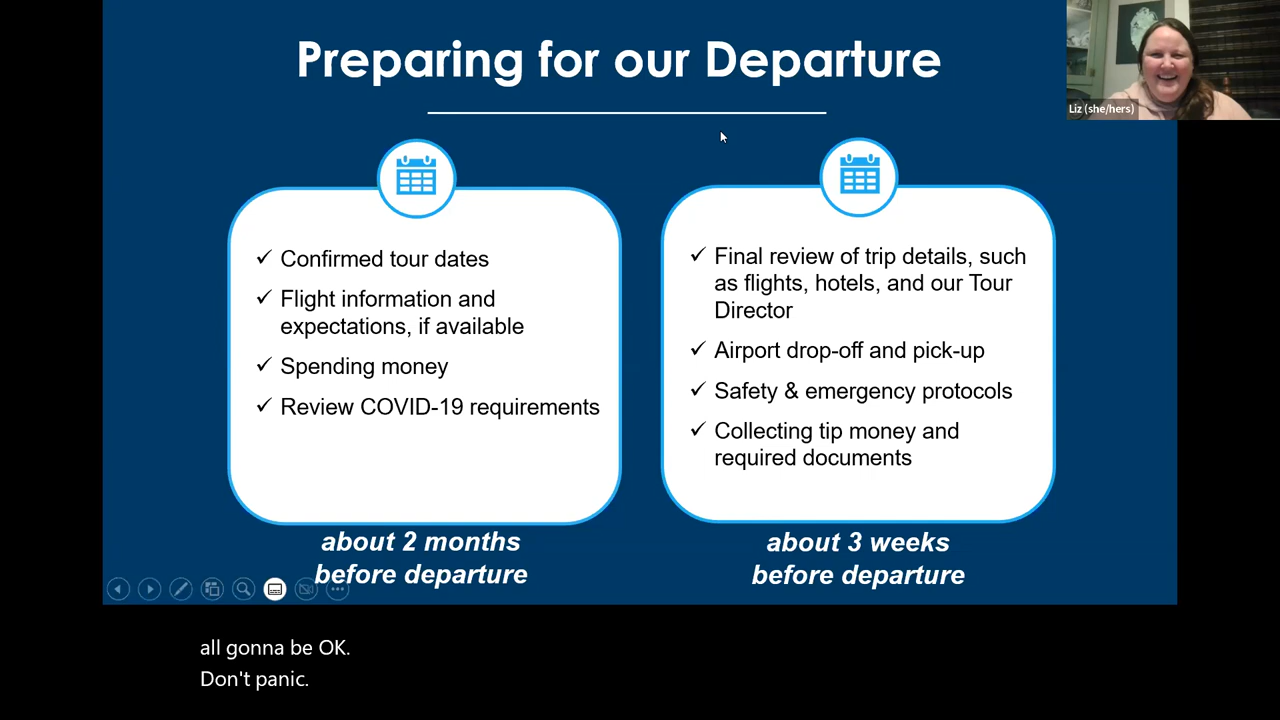 Preparing for our Departure
Liz (she/hers)
✓ Confirmed tour dates
✓ Flight information and
expectations, if available
✓ Spending money
✓ Review COVID-19 requirements
about 2 months
before departure
✓ Final review of trip details, such
as flights, hotels, and our Tour
Director
✓ Airport drop-off and pick-up
✓ Safety & emergency protocols
✓ Collecting tip money and
required documents
about 3 weeks
before departure
all gonna be OK.
Don't panic.